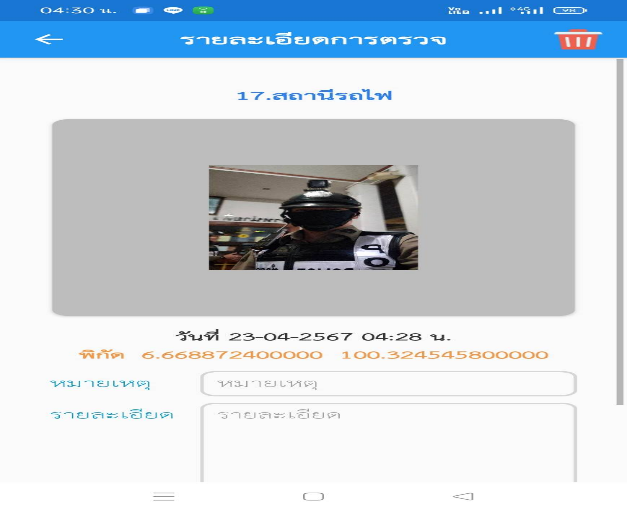 04:30 น.
รายละเอียดการตรวจ
17.สถานีรถไฟ
วันที่ 23-04-2567 04:28 น.
พิกัด 6.668872400000 100.324545800000
หมายเหตุ หมายเหตุ
รายละเอียด รายละเอียด